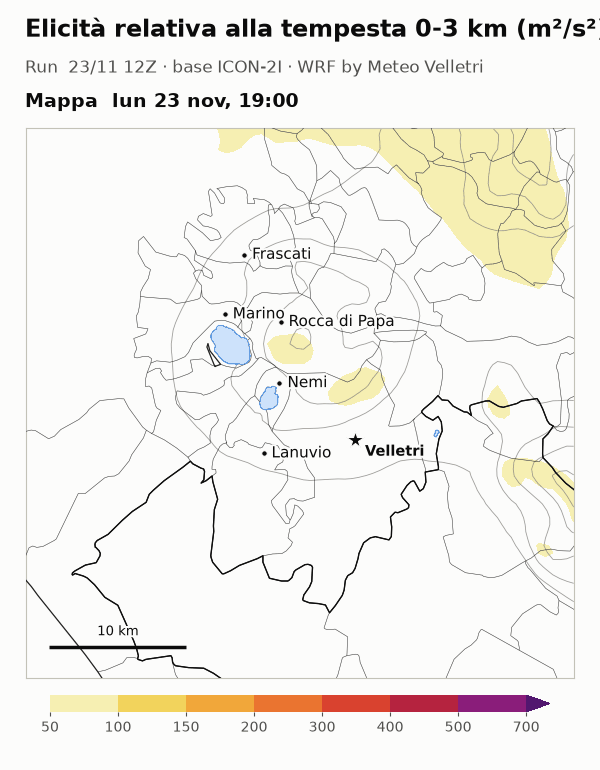 Elicità relativa alla tempesta 0-3 km (m²/s²)
Run  23/11 12Z · base ICON-2I · WRF by Meteo Velletri
Mappa  lun 23 nov, 19:00
Frascati
Marino
Rocca di Papa
Nemi
Lanuvio
Velletri
10 km
50 100 150 200 300 400 500 700